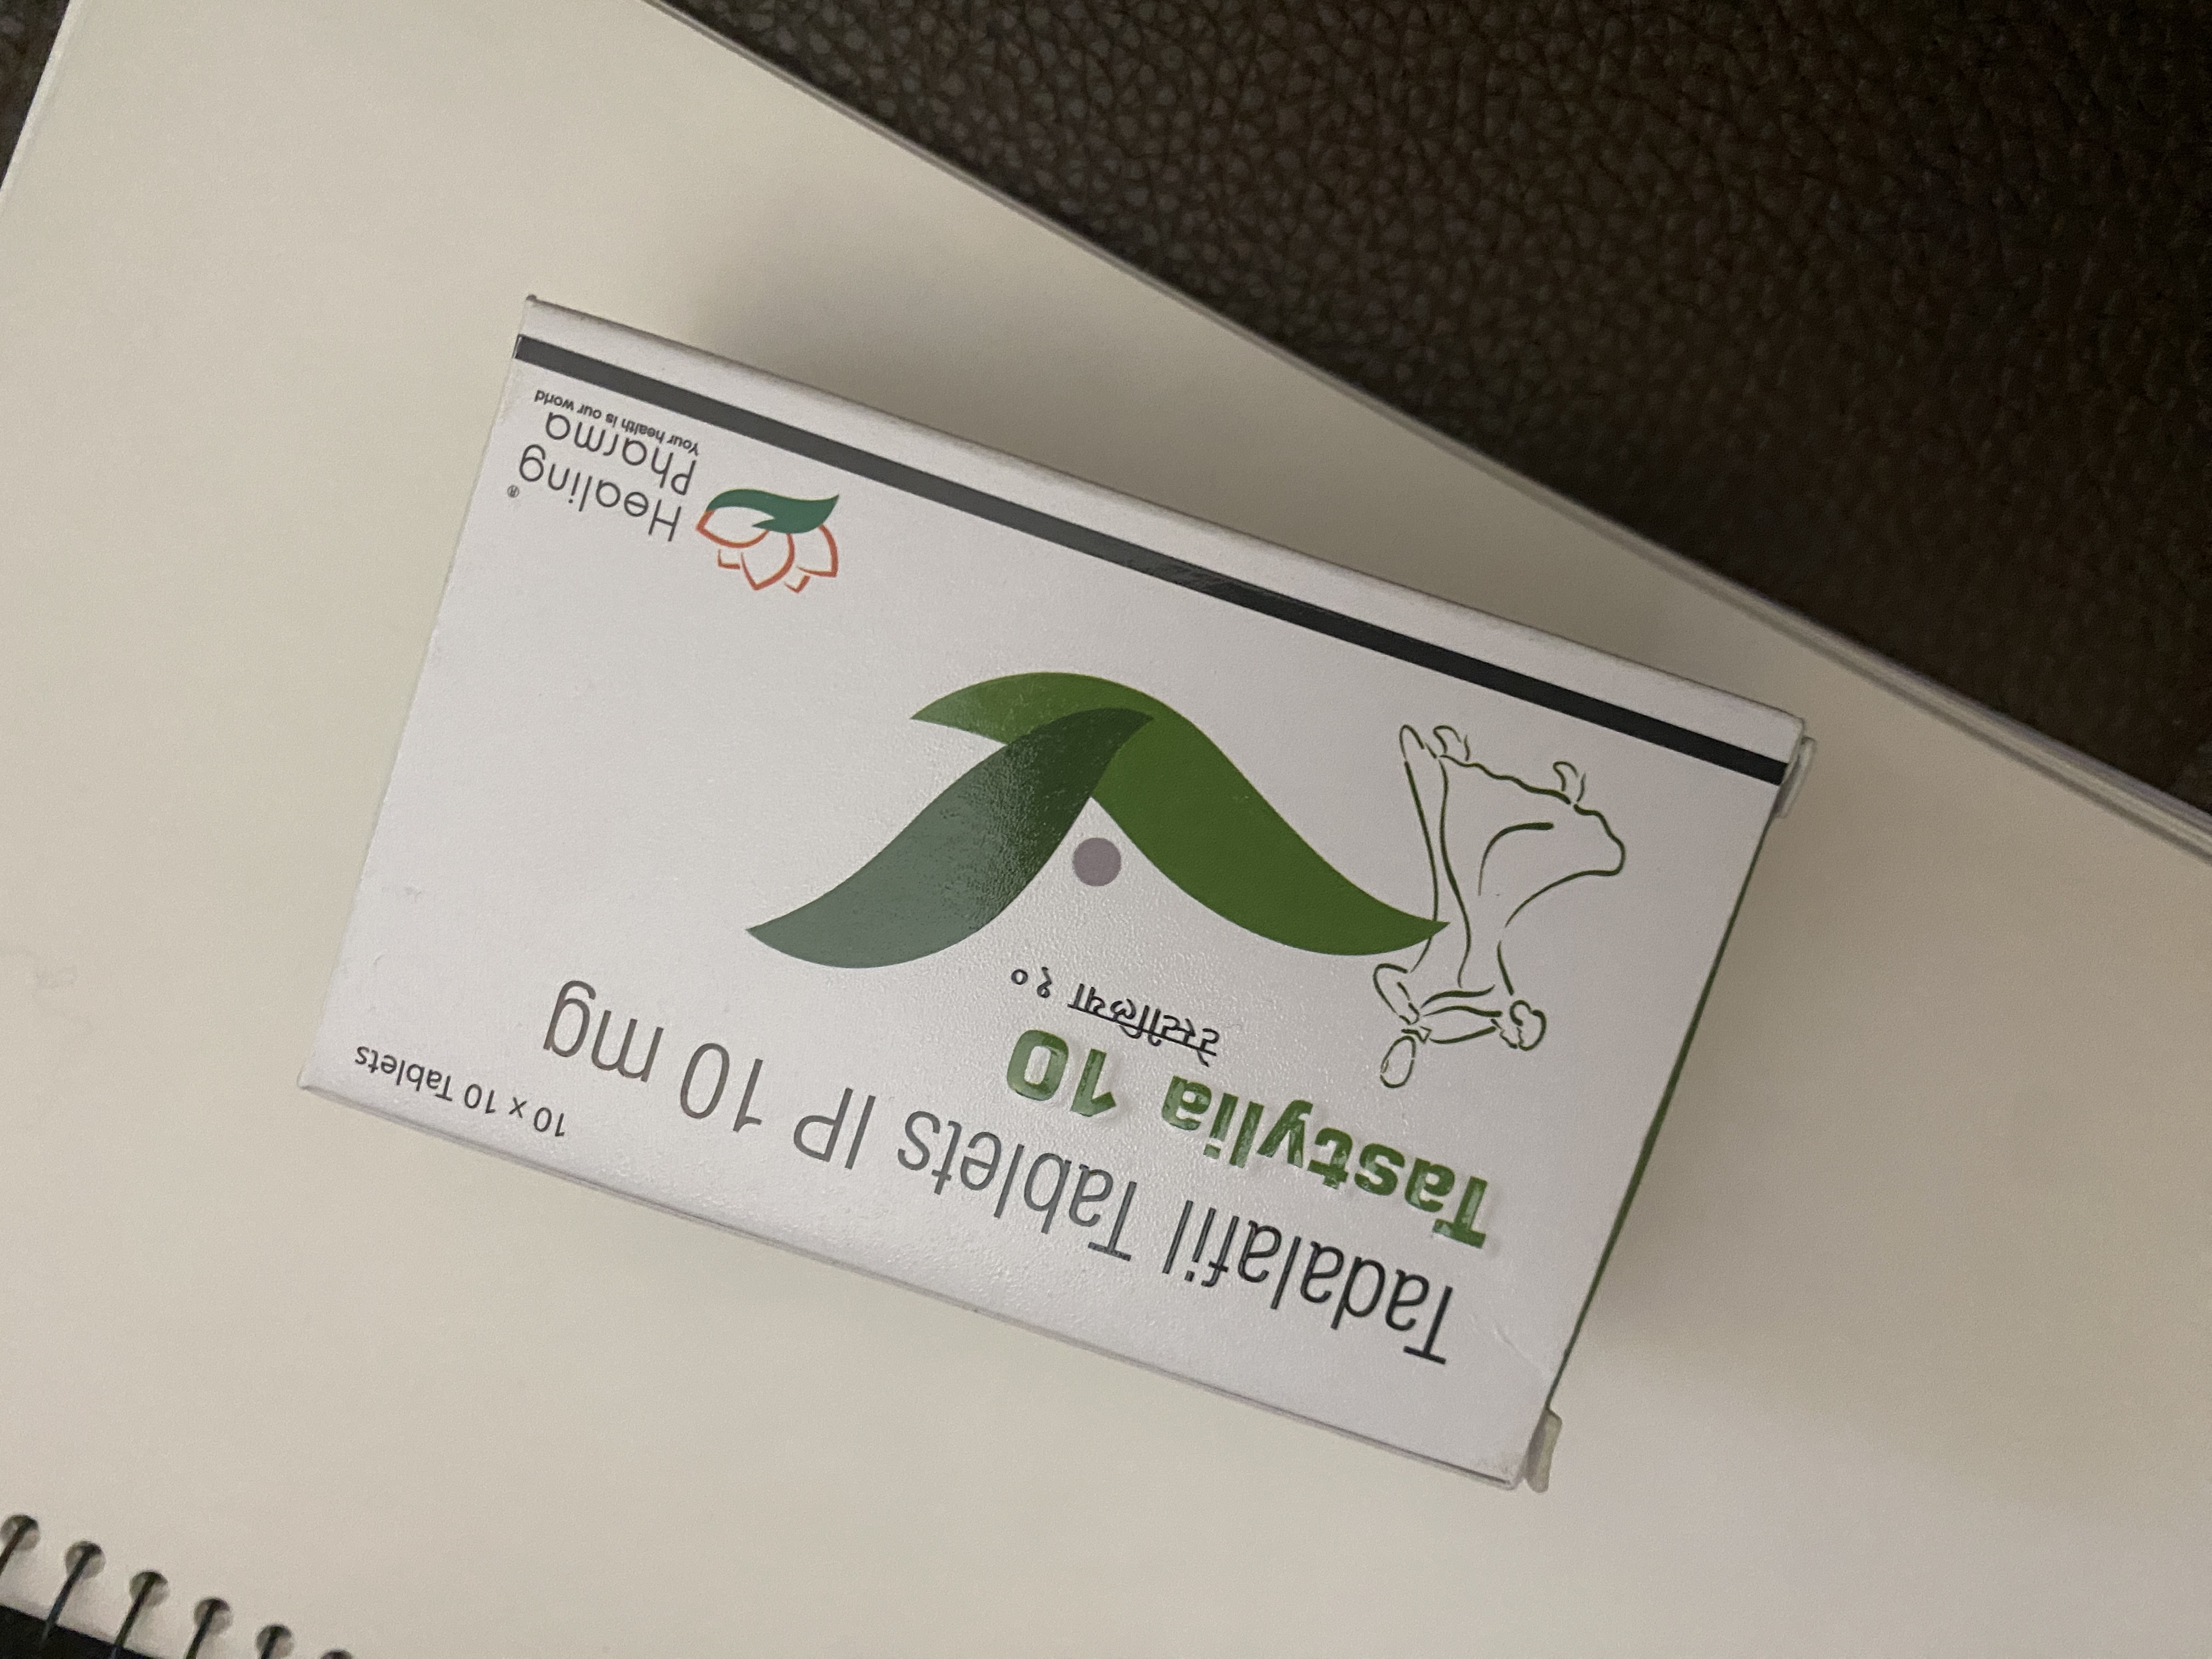 10 x 10 Tablets
Tadalafil Tablets IP 10 mg
Tastylia 10
टेस्टीलिया १०
Healing®
Pharma
Your health is our world